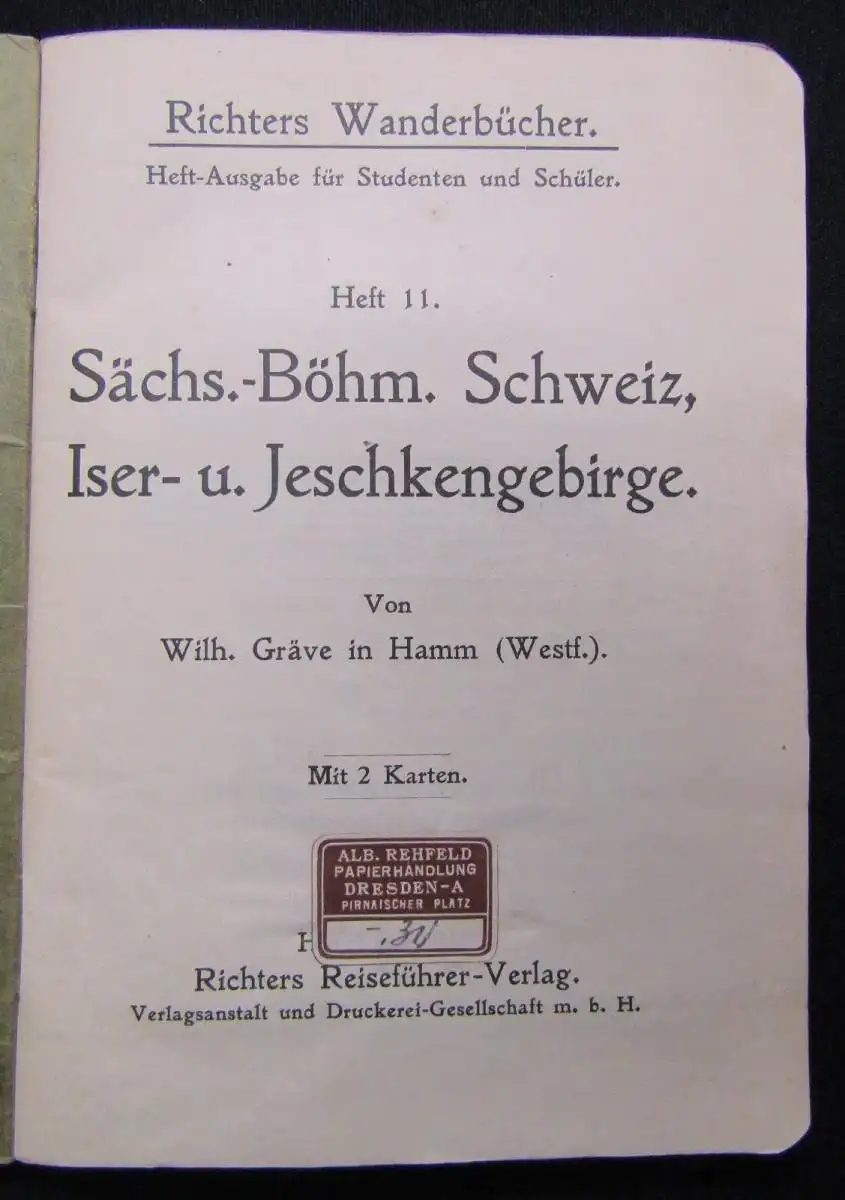 Richters Wanderbücher.
Heft-Ausgabe für Studenten und Schüler.
Heft 11.
Sächs.-Böhm. Schweiz,
Iser- u. Jeschkengebirge.
Von
Wilh. Gräve in Hamm (Westf.).
Mit 2 Karten.
ALB. REHFELD
PAPIERHANDLUNG
DRESDEN-A
PIRNAISCHER PLATZ
Richters Reiseführer-Verlag.
Verlagsanstalt und Druckerei-Gesellschaft m. b. H.